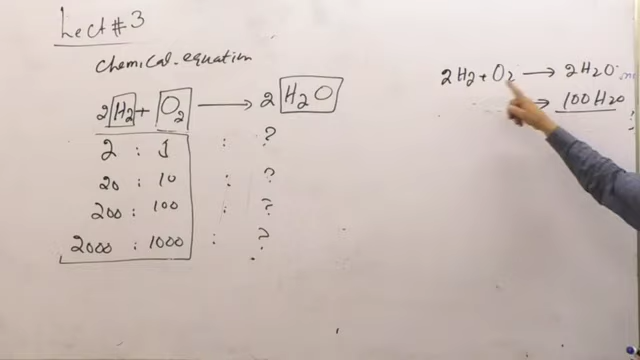 Lect # 3
chemical equation
2 H2 + O2 → 2 H2O
2 : 1 : ?
20 : 10 : ?
200 : 100 : ?
2000 : 1000 : ?
2H2 + O2 → 2H2O
→ 100 H2O
?